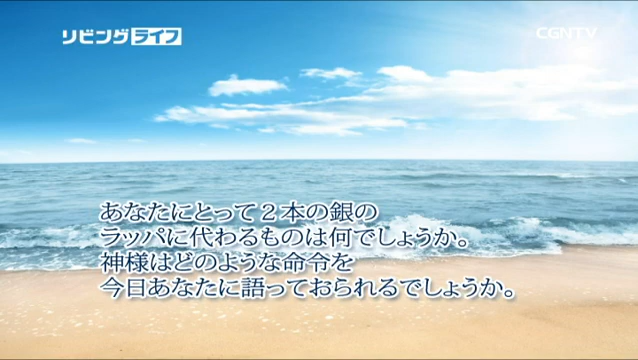 リビングライフ
CGNTV
あなたにとって２本の銀の
ラッパに代わるものは何でしょうか。
神様はどのような命令を
今日あなたに語っておられるでしょうか。